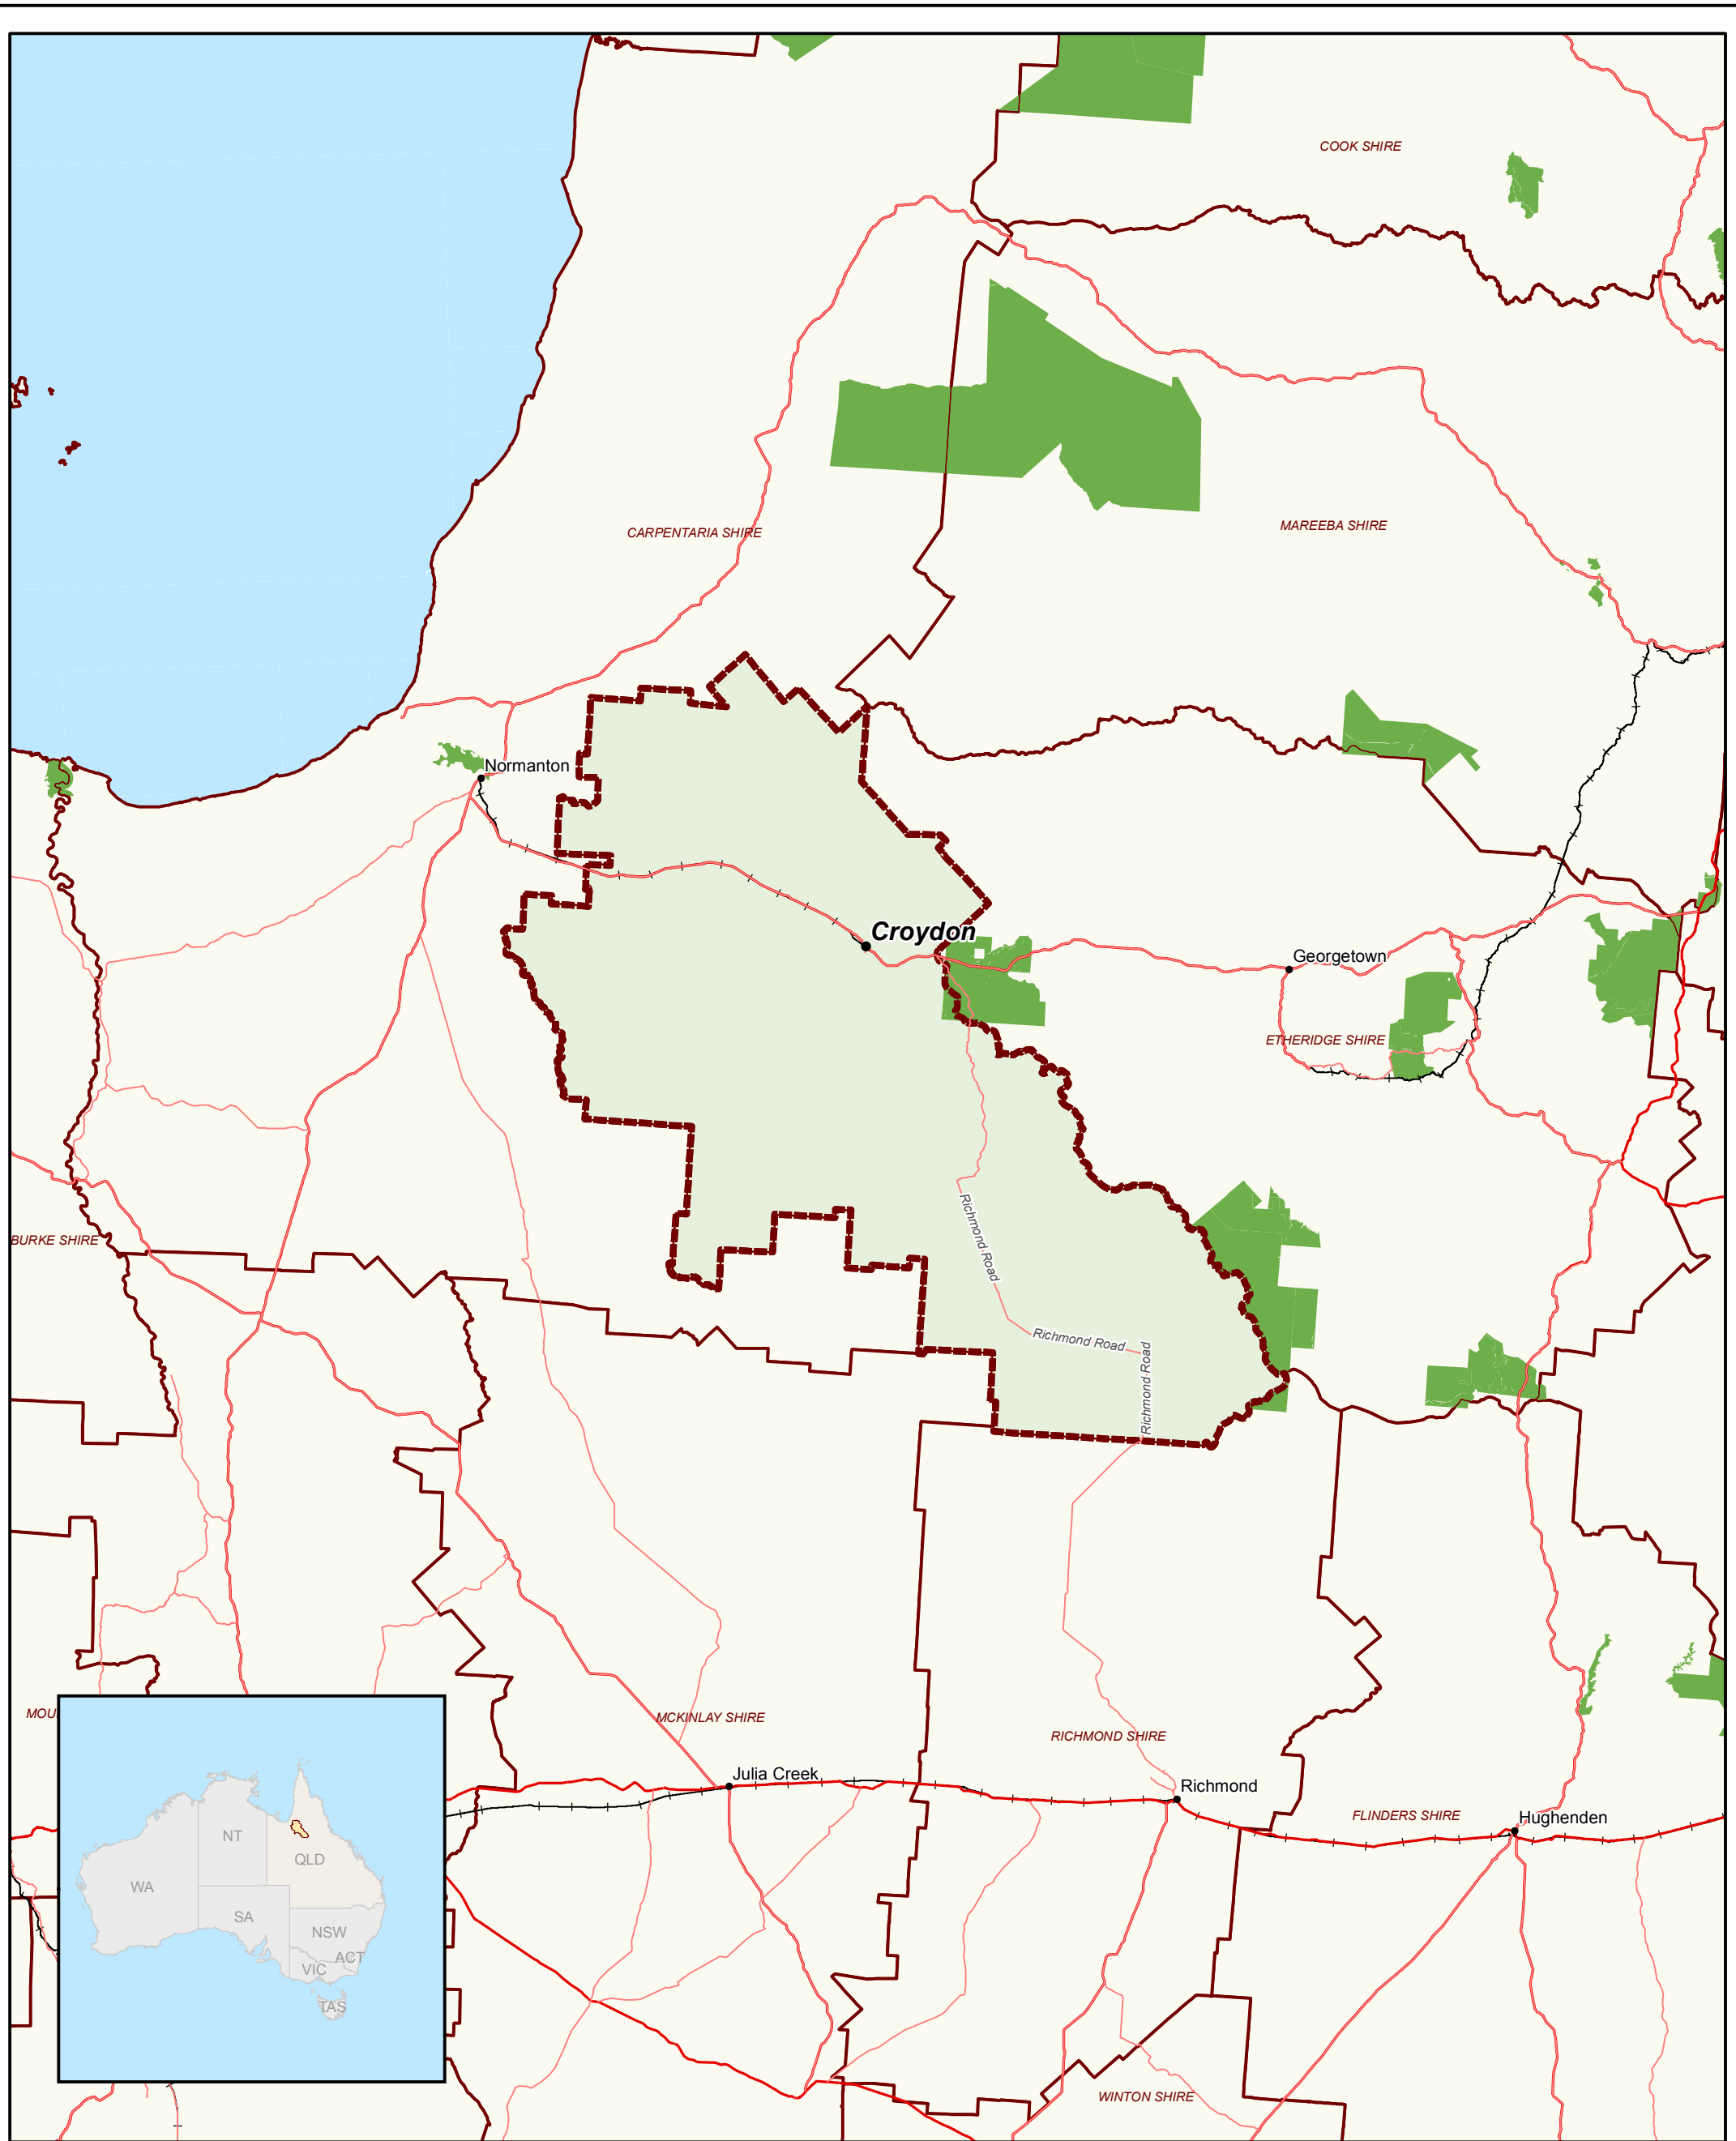 COOK SHIRE
CARPENTARIA SHIRE
MAREEBA SHIRE
Normanton
Croydon
Georgetown
ETHERIDGE SHIRE
Richmond Road
BURKE SHIRE
Richmond Road
Richmond Road
MOU
MCKINLAY SHIRE
RICHMOND SHIRE
Julia Creek
Richmond
FLINDERS SHIRE
Hughenden
NT
QLD
WA
SA
NSW
ACT
VIC
TAS
WINTON SHIRE